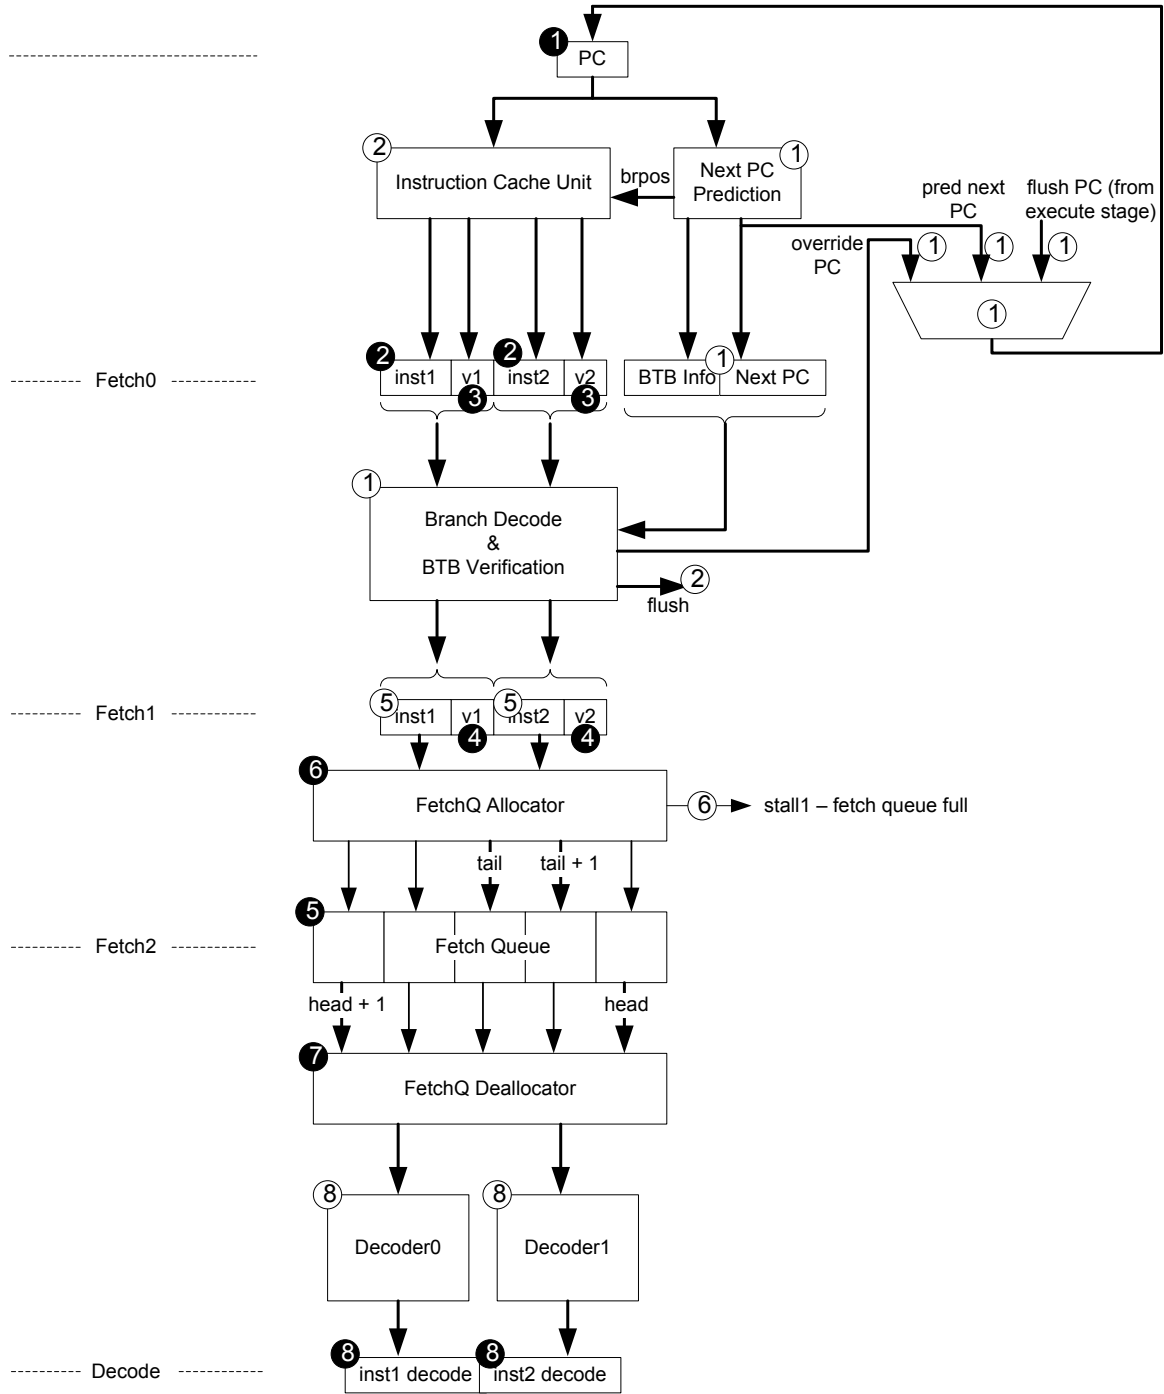 1
PC
2
Instruction Cache Unit
brpos
1
Next PC
Prediction
pred next
PC
flush PC (from
execute stage)
override
PC
1
1
1
1
Fetch0
2
inst1
v1
3
2
inst2
v2
3
BTB Info
1
Next PC
1
Branch Decode
&
BTB Verification
2
flush
Fetch1
5
inst1
v1
4
5
inst2
v2
4
6
FetchQ Allocator
6
stall1 – fetch queue full
tail
tail + 1
Fetch2
5
Fetch Queue
head + 1
head
7
FetchQ Deallocator
8
Decoder0
8
Decoder1
Decode
8
inst1 decode
8
inst2 decode